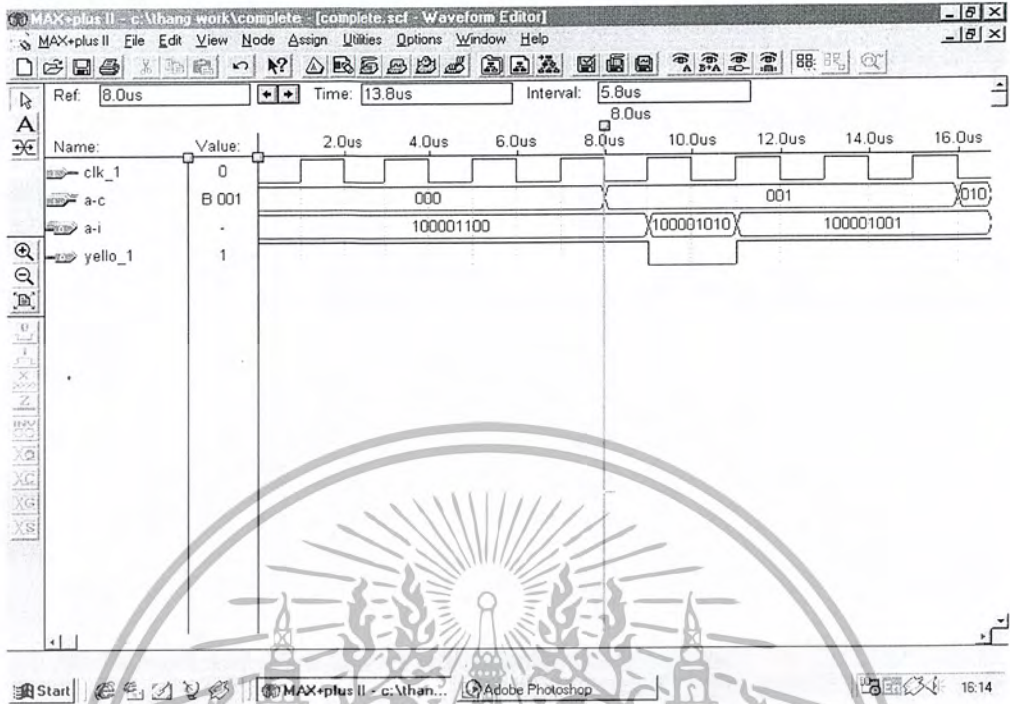 MAX+plus II - c:\thang work\complete - [complete.scf - Waveform Editor]
MAX+plus II File Edit View Node Assign Utilities Options Window Help
Ref: 8.0us Time: 13.8us Interval: 5.8us
8.0us
Name: Value: 2.0us 4.0us 6.0us 8.0us 10.0us 12.0us 14.0us 16.0us
clk_1 0
a-c B 001 000 001 010
a-i - 100001100 100001010 100001001
yello_1 1
Start MAX+plus II - c:\than... Adobe Photoshop En 16:14